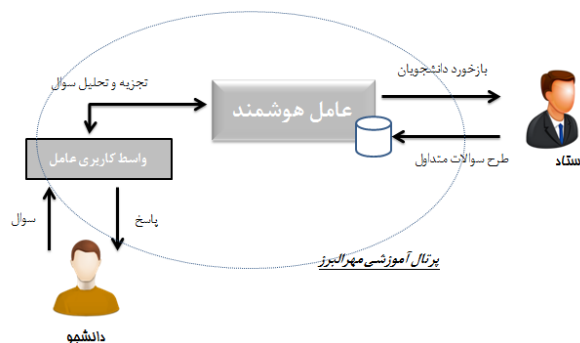 تجزیه و تحلیل سوال
بازخورد دانشجویان
عامل هوشمند
واسط کاربری عامل
طرح سوالات متداول
ستاد
سوال
پاسخ
پرتال آموزشی مهرالبرز
دانشجو